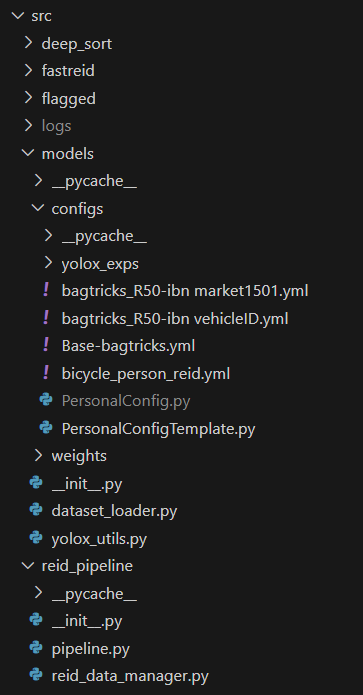 src
deep_sort
fastreid
flagged
logs
models
__pycache__
configs
__pycache__
yolox_exps
bagtricks_R50-ibn market1501.yml
bagtricks_R50-ibn vehicleID.yml
Base-bagtricks.yml
bicycle_person_reid.yml
PersonalConfig.py
PersonalConfigTemplate.py
weights
__init__.py
dataset_loader.py
yolox_utils.py
reid_pipeline
__pycache__
__init__.py
pipeline.py
reid_data_manager.py